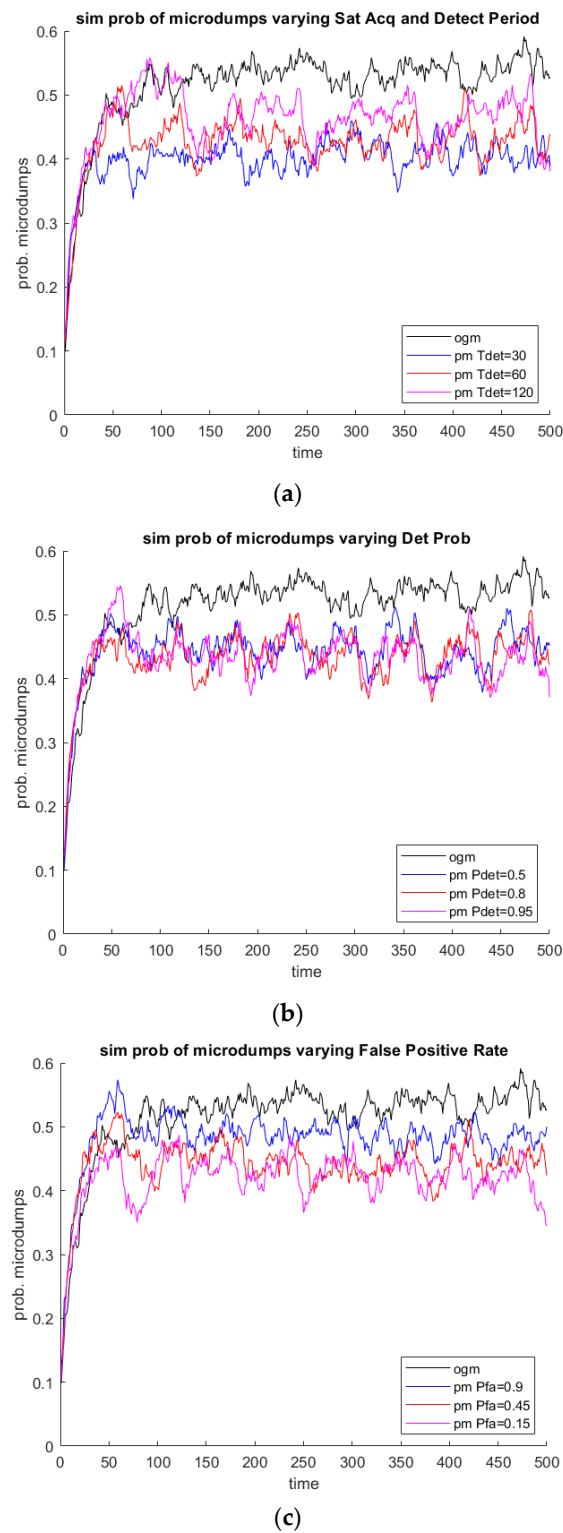 sim prob of microdumps varying Sat Acq and Detect Period
0.6
0.5
0.4
0.3
0.2
0.1
0
prob. microdumps
ogm
pm Tdet=30
pm Tdet=60
pm Tdet=120
0 50 100 150 200 250 300 350 400 450 500
time
(a)
sim prob of microdumps varying Det Prob
0.6
0.5
0.4
0.3
0.2
0.1
0
prob. microdumps
ogm
pm Pdet=0.5
pm Pdet=0.8
pm Pdet=0.95
0 50 100 150 200 250 300 350 400 450 500
time
(b)
sim prob of microdumps varying False Positive Rate
0.6
0.5
0.4
0.3
0.2
0.1
0
prob. microdumps
ogm
pm Pfa=0.9
pm Pfa=0.45
pm Pfa=0.15
0 50 100 150 200 250 300 350 400 450 500
time
(c)